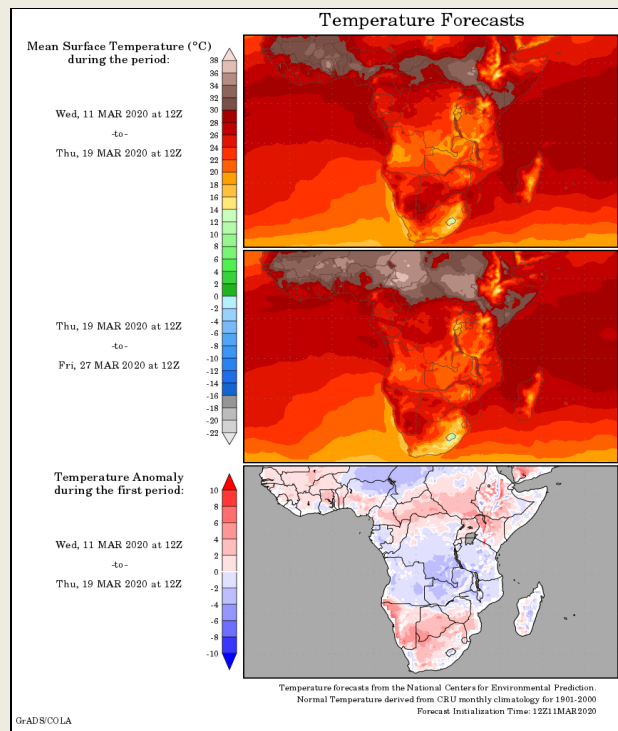 Temperature Forecasts
Mean Surface Temperature (°C)
during the period:
Wed, 11 MAR 2020 at 12Z
-to-
Thu, 19 MAR 2020 at 12Z
38
36
34
32
30
28
26
24
22
20
18
16
14
12
10
8
6
4
2
0
-2
-4
-6
-8
-10
-12
-14
-16
-18
-20
-22
Thu, 19 MAR 2020 at 12Z
-to-
Fri, 27 MAR 2020 at 12Z
Temperature Anomaly
during the first period:
Wed, 11 MAR 2020 at 12Z
-to-
Thu, 19 MAR 2020 at 12Z
10
8
6
4
2
0
-2
-4
-6
-8
-10
Temperature forecasts from the National Centers for Environmental Prediction.
Normal Temperature derived from CRU monthly climatology for 1901-2000
Forecast Initialization Time: 12Z11MAR2020
GrADS/COLA